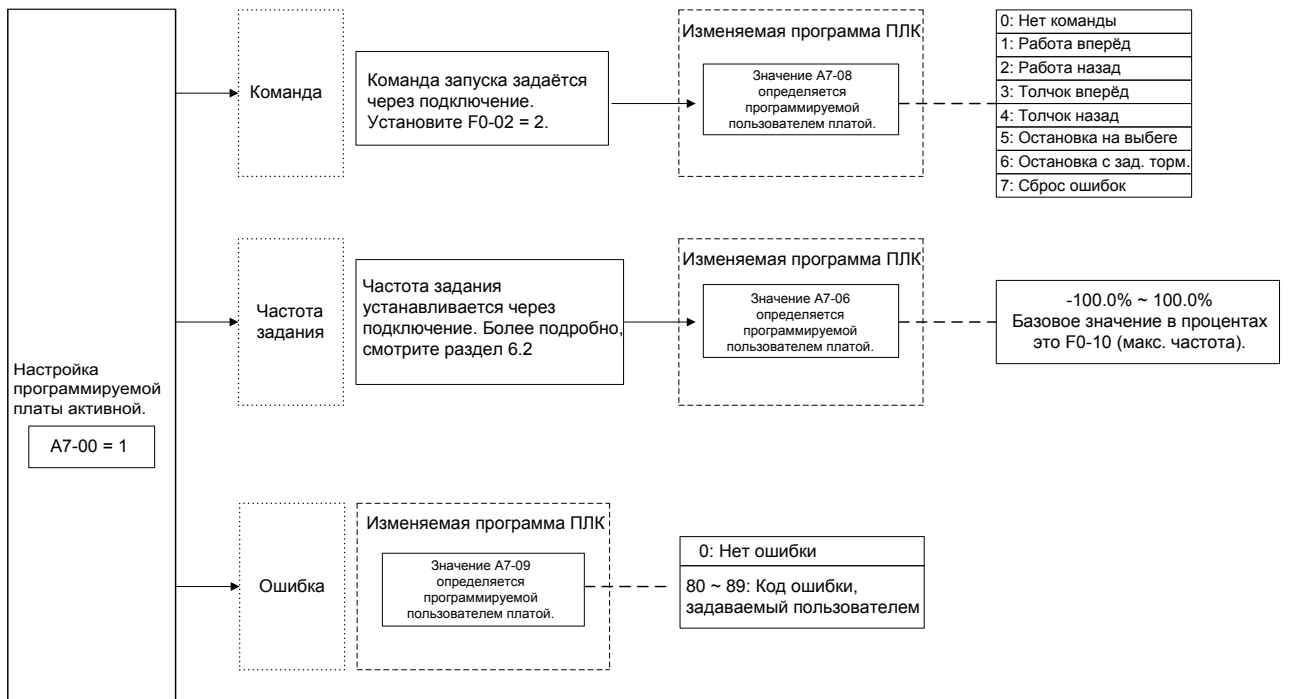 Настройка
программируемой
платы активной.
A7-00 = 1
Команда
Команда запуска задаётся
через подключение.
Установите F0-02 = 2.
Изменяемая программа ПЛК
Значение A7-08
определяется
программируемой
пользователем платой.
0: Нет команды
1: Работа вперёд
2: Работа назад
3: Толчок вперёд
4: Толчок назад
5: Остановка на выбеге
6: Остановка с зад. торм.
7: Сброс ошибок
Частота
задания
Частота задания
устанавливается через
подключение. Более подробно,
смотрите раздел 6.2
Изменяемая программа ПЛК
Значение A7-06
определяется
программируемой
пользователем платой.
-100.0% ~ 100.0%
Базовое значение в процентах
это F0-10 (макс. частота).
Ошибка
Изменяемая программа ПЛК
Значение A7-09
определяется
программируемой
пользователем платой.
0: Нет ошибки
80 ~ 89: Код ошибки,
задаваемый пользователем